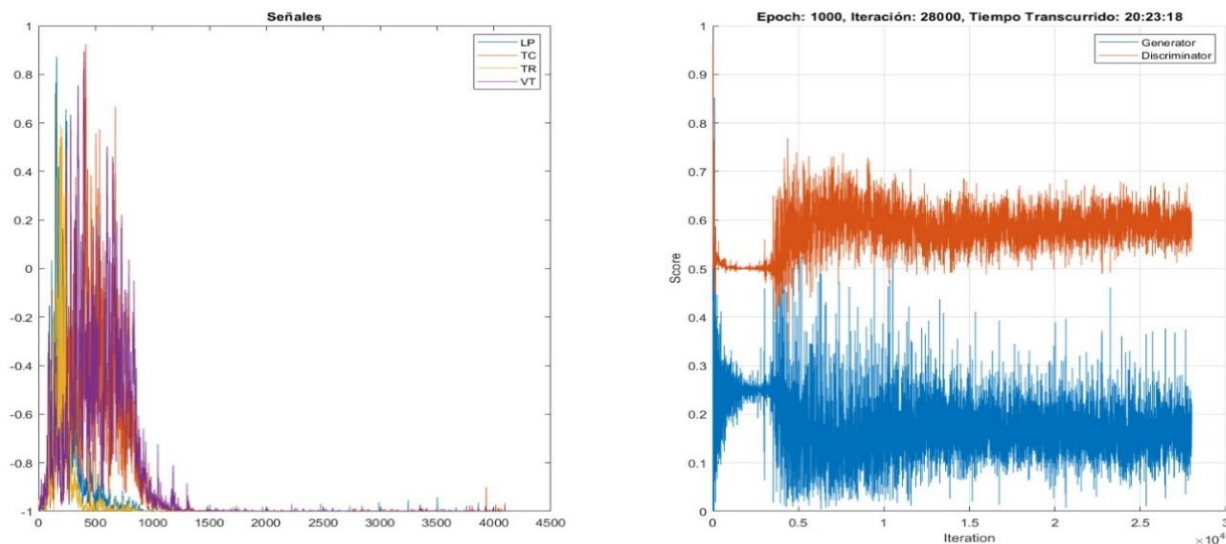 Señales
1
0.8
0.6
0.4
0.2
0
-0.2
-0.4
-0.6
-0.8
-1
0 500 1000 1500 2000 2500 3000 3500 4000 4500
LP
TC
TR
VT
Epoch: 1000, Iteración: 28000, Tiempo Transcurrido: 20:23:18
Score
1
0.9
0.8
0.7
0.6
0.5
0.4
0.3
0.2
0.1
0
0 0.5 1 1.5 2 2.5 3
Iteration
×10⁴
Generator
Discriminator